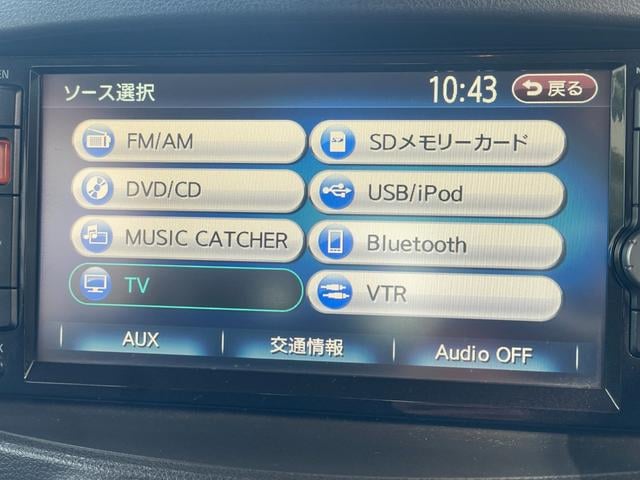 ソース選択
10:43
戻る
FM/AM
SDメモリーカード
DVD/CD
USB/iPod
MUSIC CATCHER
Bluetooth
TV
VTR
AUX
交通情報
Audio OFF